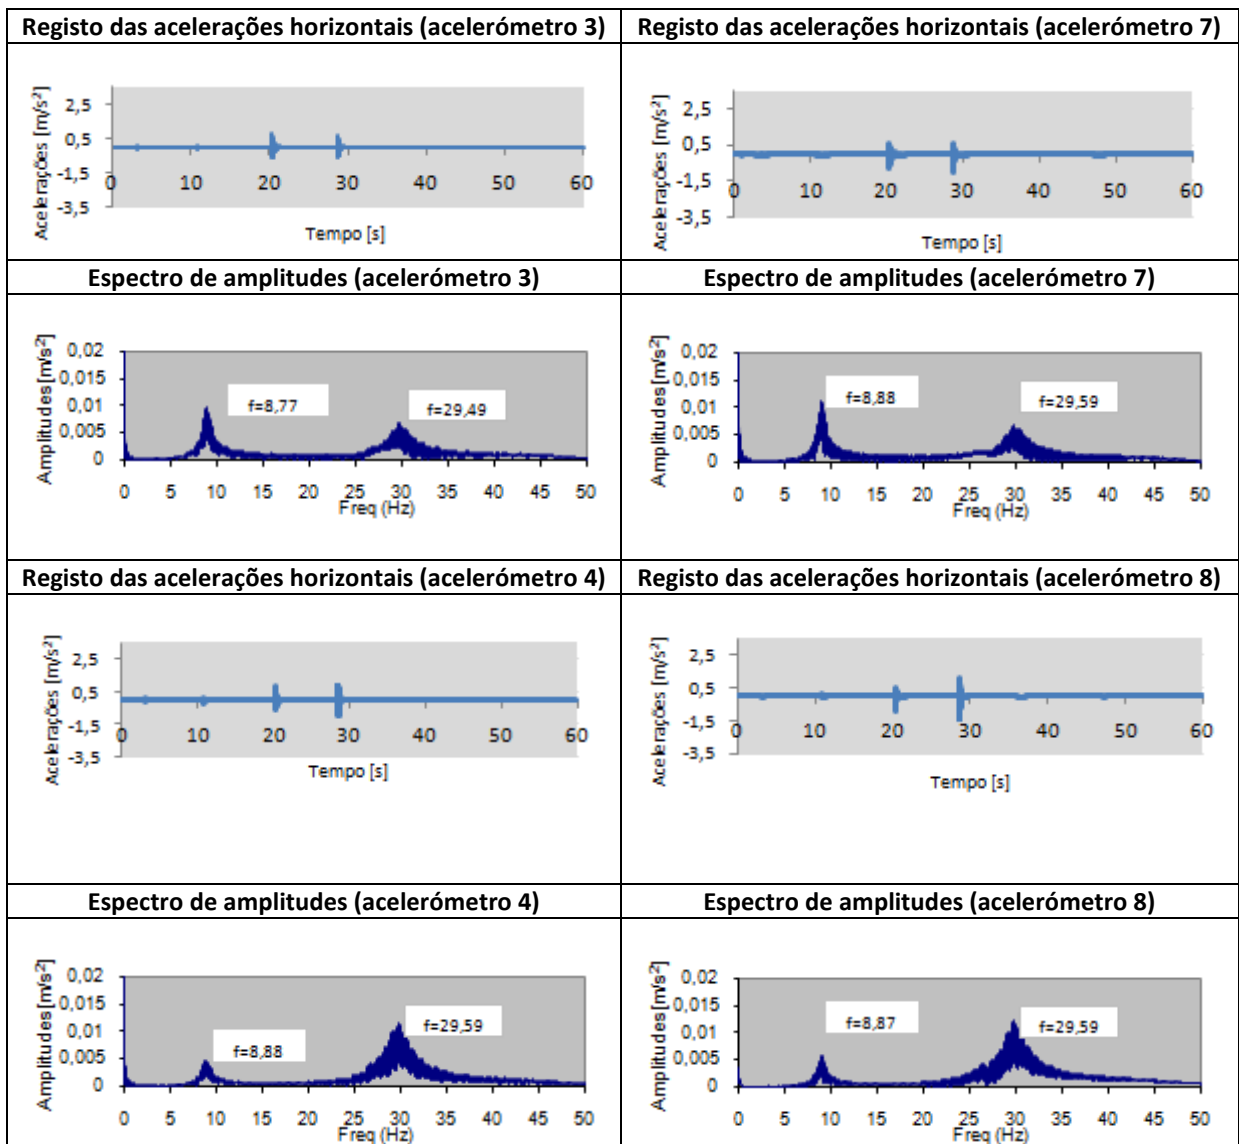 Registo das acelerações horizontais (acelerómetro 3)
Registo das acelerações horizontais (acelerómetro 7)
Acelerações [m/s²]
2,5
0,5
-1,5
-3,5
0 10 20 30 40 50 60
Tempo [s]
Acelerações [m/s²]
2,5
0,5
-1,5
-3,5
0 10 20 30 40 50 60
Tempo [s]
Espectro de amplitudes (acelerómetro 3)
Espectro de amplitudes (acelerómetro 7)
Amplitudes[m/s²]
0,02
0,015
0,01
0,005
0
f=8,77
f=29,49
0 5 10 15 20 25 30 35 40 45 50
Freq (Hz)
Amplitudes[m/s²]
0,02
0,015
0,01
0,005
0
f=8,88
f=29,59
0 5 10 15 20 25 30 35 40 45 50
Freq (Hz)
Registo das acelerações horizontais (acelerómetro 4)
Registo das acelerações horizontais (acelerómetro 8)
Acelerações [m/s²]
2,5
0,5
-1,5
-3,5
0 10 20 30 40 50 60
Tempo [s]
Acelerações [m/s²]
2,5
0,5
-1,5
-3,5
0 10 20 30 40 50 60
Tempo [s]
Espectro de amplitudes (acelerómetro 4)
Espectro de amplitudes (acelerómetro 8)
Amplitudes[m/s²]
0,02
0,015
0,01
0,005
0
f=8,88
f=29,59
0 5 10 15 20 25 30 35 40 45 50
Freq (Hz)
Amplitudes[m/s²]
0,02
0,015
0,01
0,005
0
f=8,87
f=29,59
0 5 10 15 20 25 30 35 40 45 50
Freq (Hz)